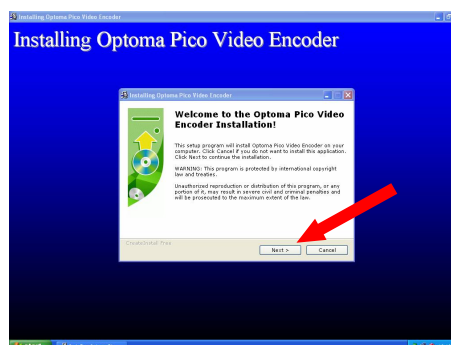 Installing Optoma Pico Video Encoder
Installing Optoma Pico Video Encoder
Installing Optoma Pico Video Encoder
Welcome to the Optoma Pico Video
Encoder Installation!
This setup program will install Optoma Pico Video Encoder on your
computer. Click Cancel if you do not want to install this application.
Click Next to continue the installation.
WARNING: This program is protected by international copyright
law and treaties.
Unauthorized reproduction or distribution of this program, or any
portion of it, may result in severe civil and criminal penalties and
will be prosecuted to the maximum extent of the law.
CreateInstall Free
Next >
Cancel